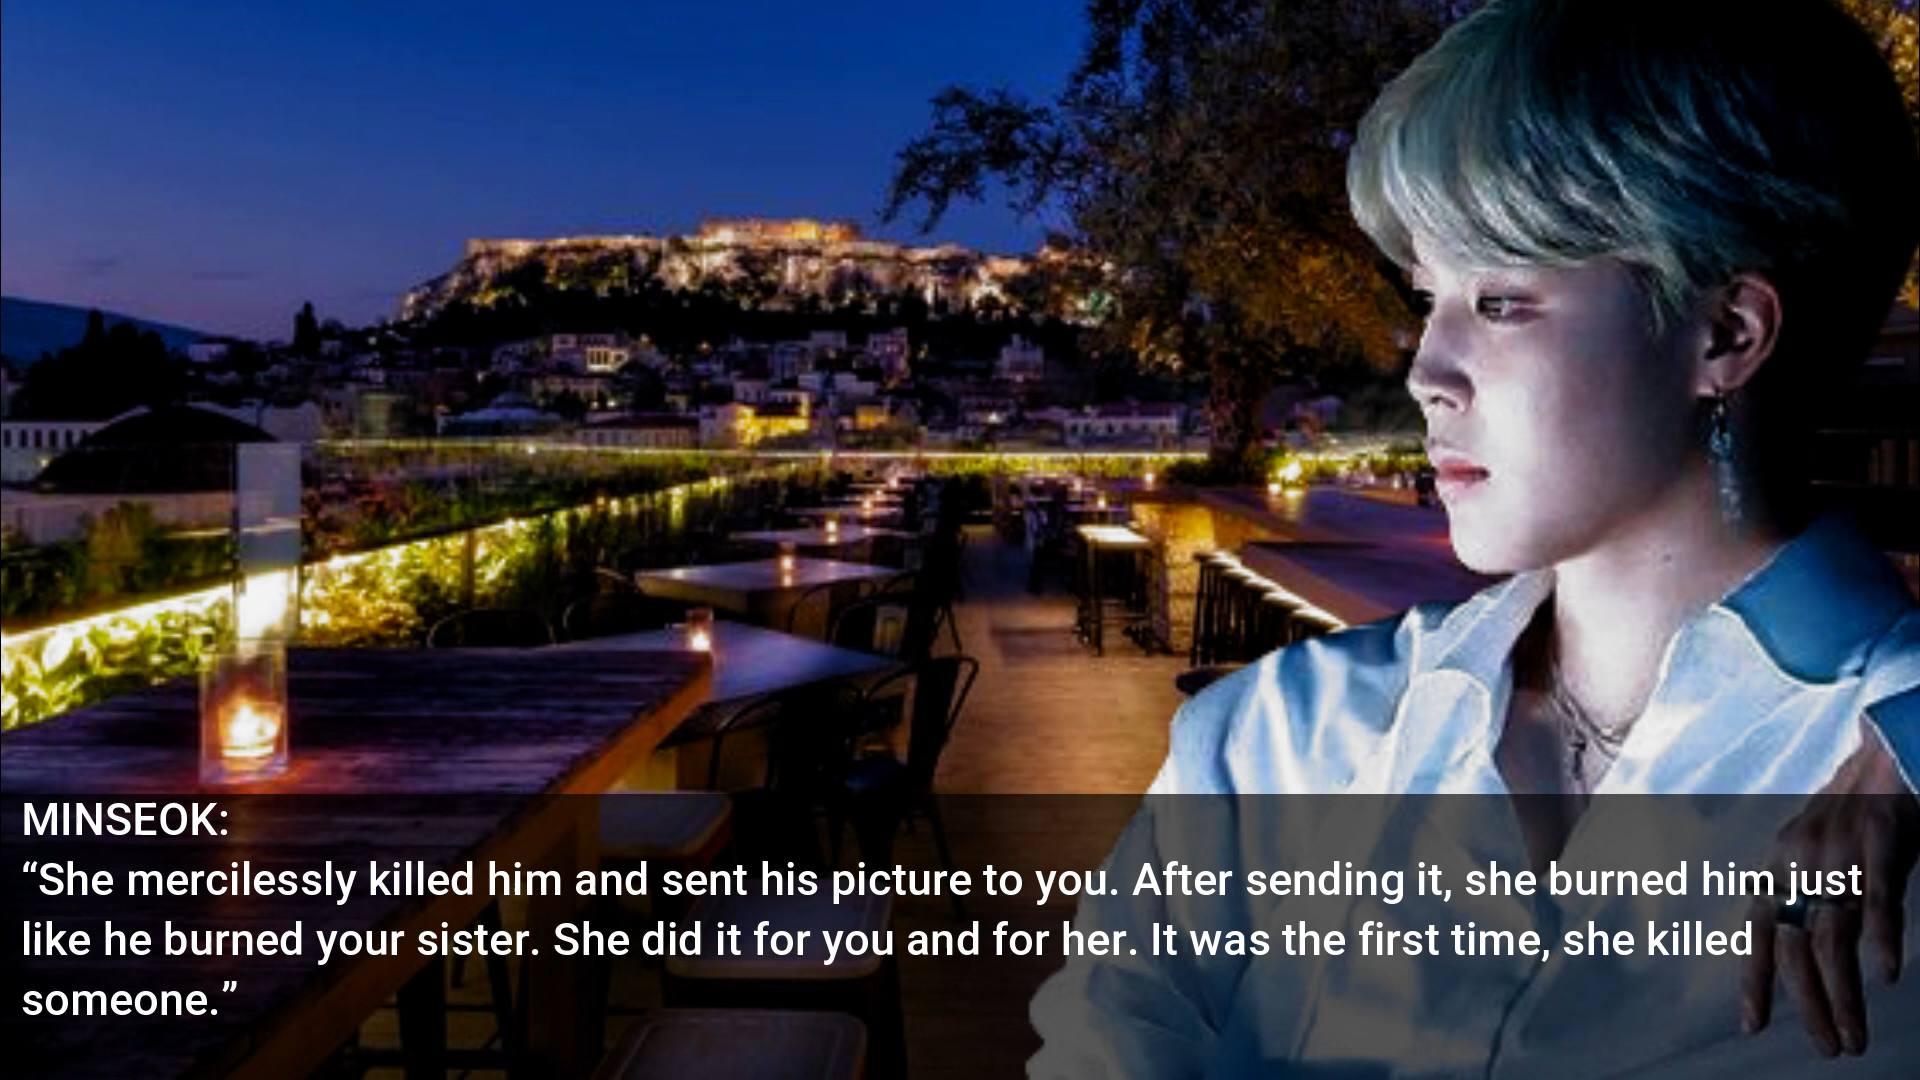 MINSEOK:
“She mercilessly killed him and sent his picture to you. After sending it, she burned him just
like he burned your sister. She did it for you and for her. It was the first time, she killed
someone.”